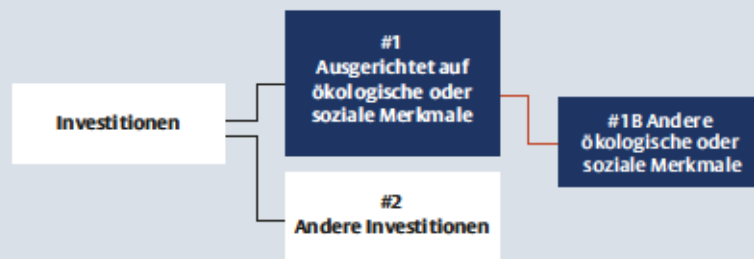 Investitionen
#1
Ausgerichtet auf
ökologische oder
soziale Merkmale
#2
Andere Investitionen
#1B Andere
ökologische oder
soziale Merkmale